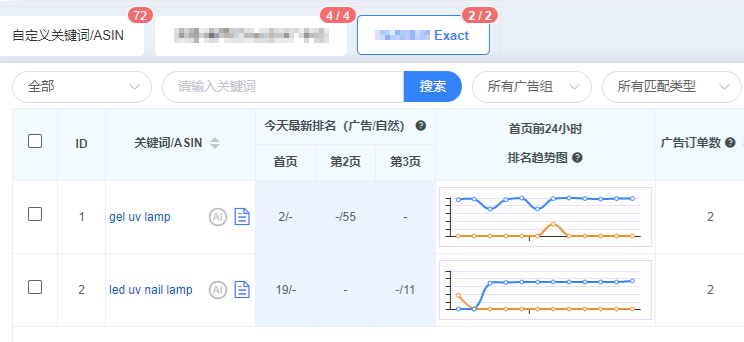 72
4 / 4
2 / 2
自定义关键词/ASIN
Exact
全部
请输入关键词
搜索
所有广告组
所有匹配类型
ID
关键词/ASIN
今天最新排名（广告/自然）
首页
第2页
第3页
首页前24小时
排名趋势图
广告订单数
1
gel uv lamp
AI
2/-
-/55
-
2
2
led uv nail lamp
AI
19/-
-
-/11
2